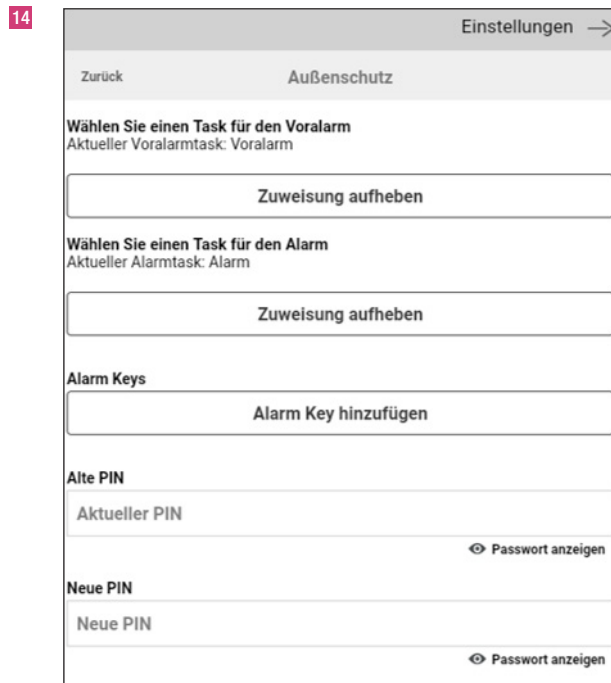 14
Einstellungen
Zurück Außenschutz
Wählen Sie einen Task für den Voralarm
Aktueller Voralarmtask: Voralarm
Zuweisung aufheben
Wählen Sie einen Task für den Alarm
Aktueller Alarmtask: Alarm
Zuweisung aufheben
Alarm Keys
Alarm Key hinzufügen
Alte PIN
Aktueller PIN
Passwort anzeigen
Neue PIN
Neue PIN
Passwort anzeigen